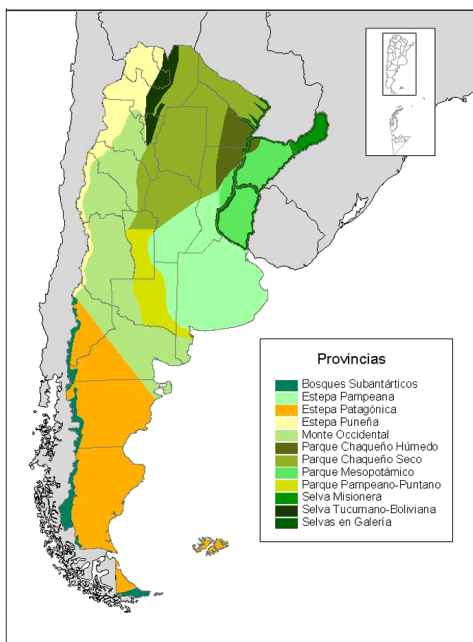 Provincias
Bosques Subantárticos
Estepa Pampeana
Estepa Patagónica
Estepa Puneña
Monte Occidental
Parque Chaqueño Húmedo
Parque Chaqueño Seco
Parque Mesopotámico
Parque Pampeano-Puntano
Selva Misionera
Selva Tucumano-Boliviana
Selvas en Galería